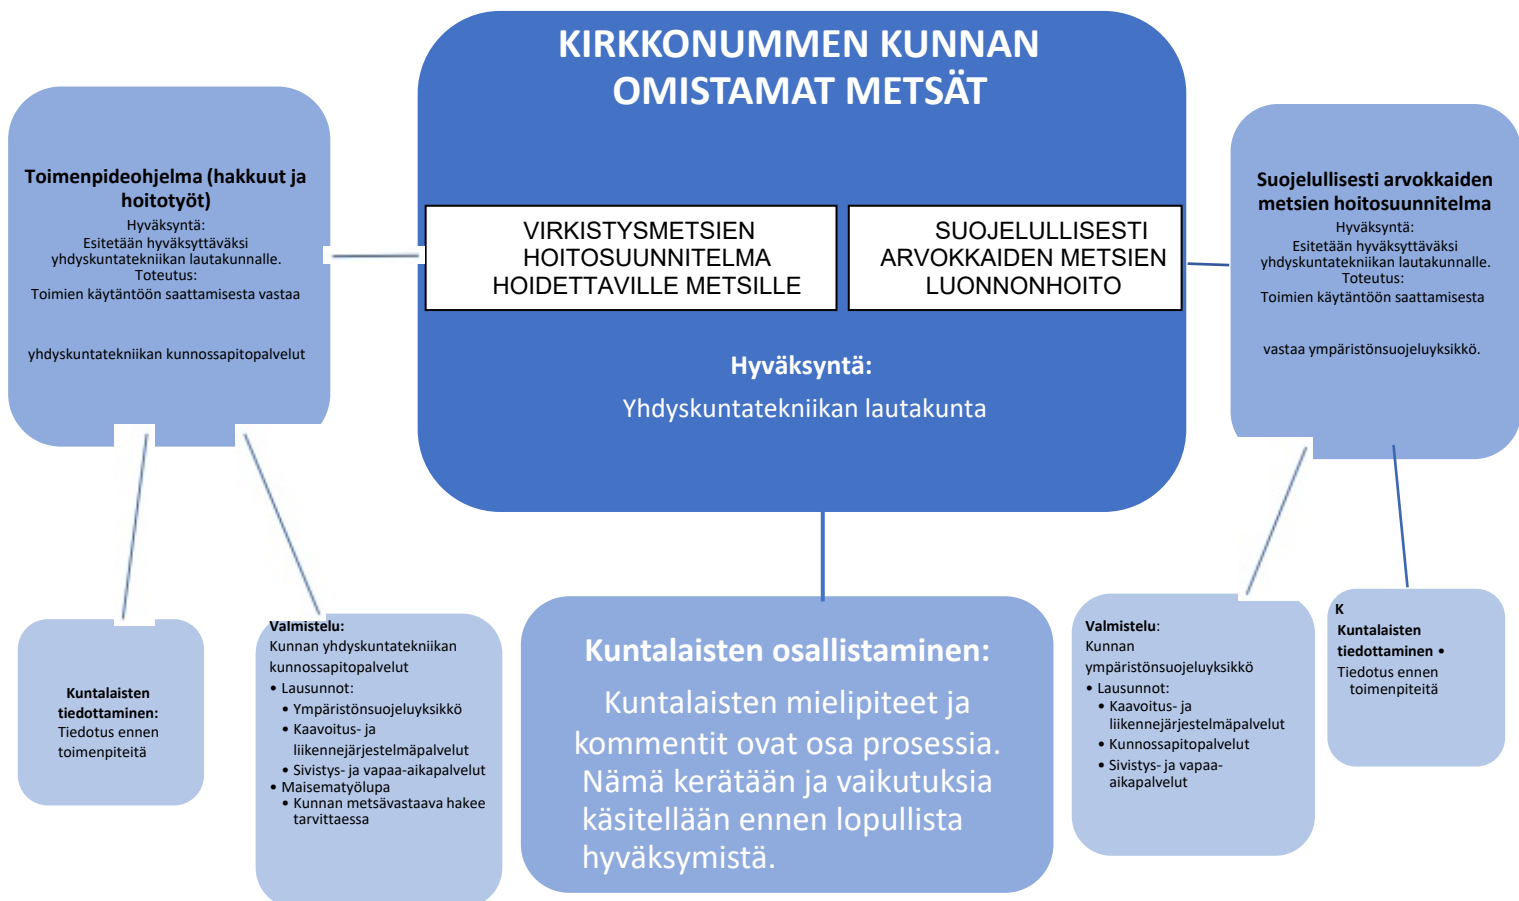 KIRKKONUMMEN KUNNAN
OMISTAMAT METSÄT
VIRKISTYSMETSIEN
HOITOSUUNNITELMA
HOIDETTAVILLE METSILLE
SUOJELULLISESTI
ARVOKKAIDEN METSIEN
LUONNONHOITO
Hyväksyntä:
Yhdyskuntatekniikan lautakunta
Toimenpideohjelma (hakkuut ja
hoitotyöt)
Hyväksyntä:
Esitetään hyväksyttäväksi
yhdyskuntatekniikan lautakunnalle.
Toteutus:
Toimien käytäntöön saattamisesta vastaa
yhdyskuntatekniikan kunnossapitopalvelut
Suojelullisesti arvokkaiden
metsien hoitosuunnitelma
Hyväksyntä:
Esitetään hyväksyttäväksi
yhdyskuntatekniikan lautakunnalle.
Toteutus:
Toimien käytäntöön saattamisesta
vastaa ympäristönsuojeluyksikkö.
Kuntalaisten
tiedottaminen:
Tiedotus ennen
toimenpiteitä
Valmistelu:
Kunnan yhdyskuntatekniikan
kunnossapitopalvelut
• Lausunnot:
• Ympäristönsuojeluyksikkö
• Kaavoitus- ja
liikennejärjestelmäpalvelut
• Sivistys- ja vapaa-aikapalvelut
• Maisematyölupa
• Kunnan metsävastaava hakee
tarvittaessa
Kuntalaisten osallistaminen:
Kuntalaisten mielipiteet ja
kommentit ovat osa prosessia.
Nämä kerätään ja vaikutuksia
käsitellään ennen lopullista
hyväksymistä.
Valmistelu:
Kunnan
ympäristönsuojeluyksikkö
• Lausunnot:
• Kaavoitus- ja
liikennejärjestelmäpalvelut
• Kunnossapitopalvelut
• Sivistys- ja vapaa-
aikapalvelut
K
Kuntalaisten
tiedottaminen •
Tiedotus ennen
toimenpiteitä